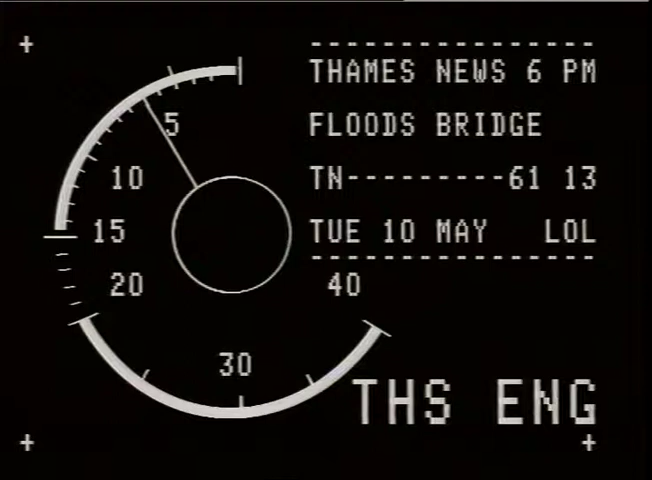 THAMES NEWS 6 PM
FLOODS BRIDGE
TN---------61 13
TUE 10 MAY LOL
5
10
15
20
30
40
THS ENG